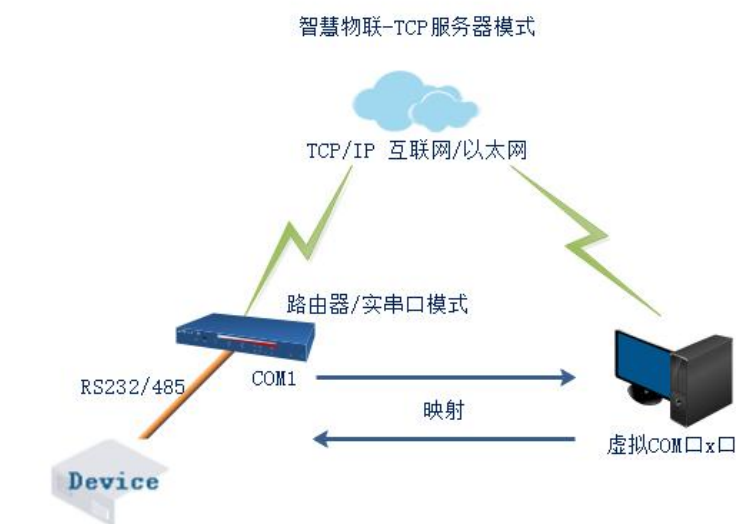 智慧物联-TCP服务器模式
TCP/IP 互联网/以太网
路由器/实串口模式
RS232/485
COM1
映射
虚拟COM口x口
Device